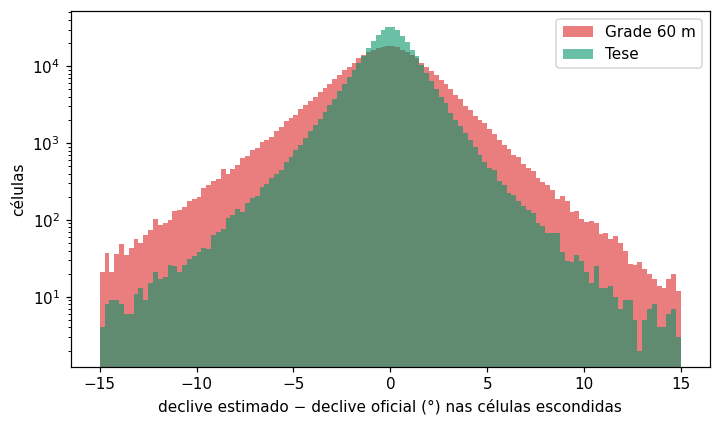 Grade 60 m
Tese
células
10⁴
10³
10²
10¹
−15
−10
−5
0
5
10
15
declive estimado − declive oficial (°) nas células escondidas